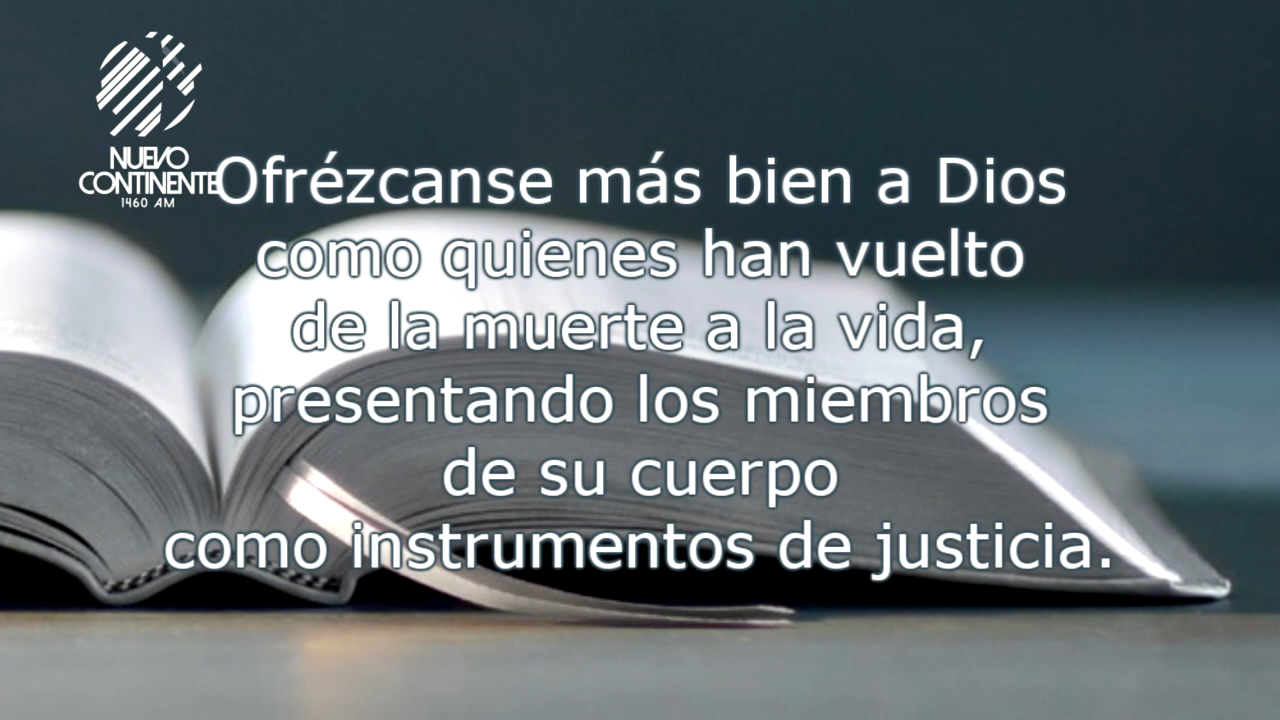 NUEVO
CONTINENTE
1460 AM
Ofrézcanse más bien a Dios
como quienes han vuelto
de la muerte a la vida,
presentando los miembros
de su cuerpo
como instrumentos de justicia.